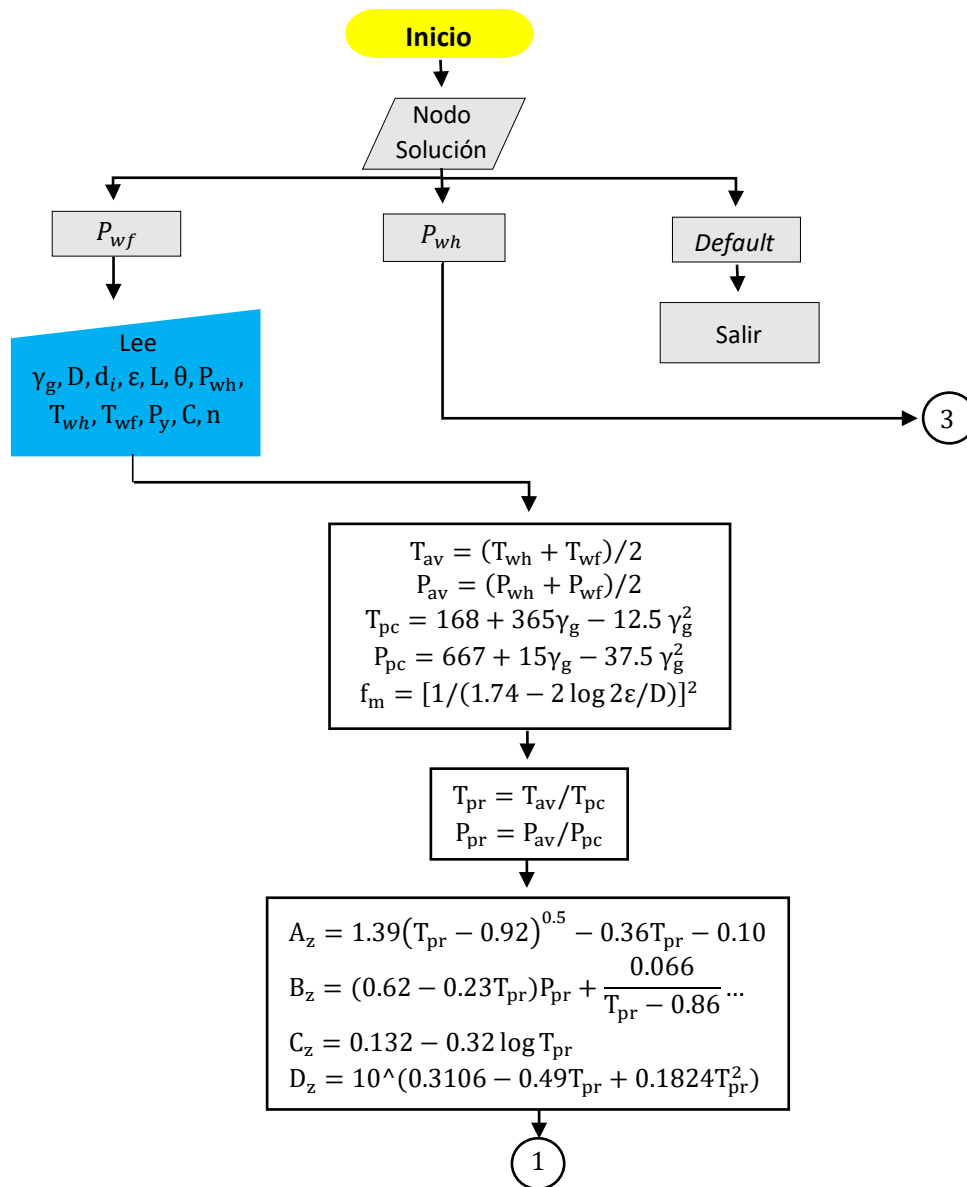 Inicio
Nodo
Solución
P_wf
P_wh
Default
Lee
γ_g, D, d_i, ε, L, θ, P_wh,
T_wh, T_wf, P_y, C, n
Salir
3
T_av = (T_wh + T_wf)/2
P_av = (P_wh + P_wf)/2
T_pc = 168 + 365γ_g − 12.5 γ_g^2
P_pc = 667 + 15γ_g − 37.5 γ_g^2
f_m = [1/(1.74 − 2 log 2ε/D)]²
T_pr = T_av/T_pc
P_pr = P_av/P_pc
A_z = 1.39(T_pr − 0.92)^0.5 − 0.36T_pr − 0.10
B_z = (0.62 − 0.23T_pr)P_pr + 0.066/(T_pr − 0.86) …
C_z = 0.132 − 0.32 log T_pr
D_z = 10^(0.3106 − 0.49T_pr + 0.1824T_pr^2)
1